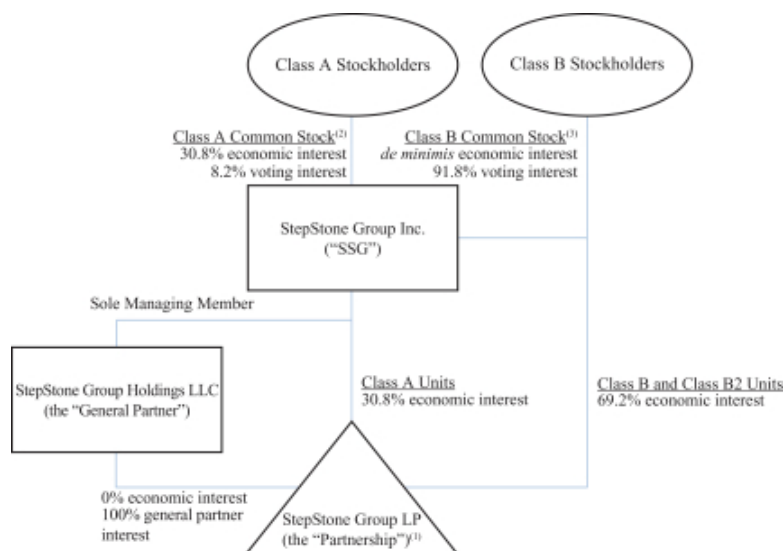 Class A Stockholders
Class B Stockholders
Class A Common Stock(2)
30.8% economic interest
8.2% voting interest
Class B Common Stock(3)
de minimis economic interest
91.8% voting interest
StepStone Group Inc.
(“SSG”)
Sole Managing Member
StepStone Group Holdings LLC
(the “General Partner”)
Class A Units
30.8% economic interest
Class B and Class B2 Units
69.2% economic interest
0% economic interest
100% general partner
interest
StepStone Group LP
(the “Partnership”)(1)